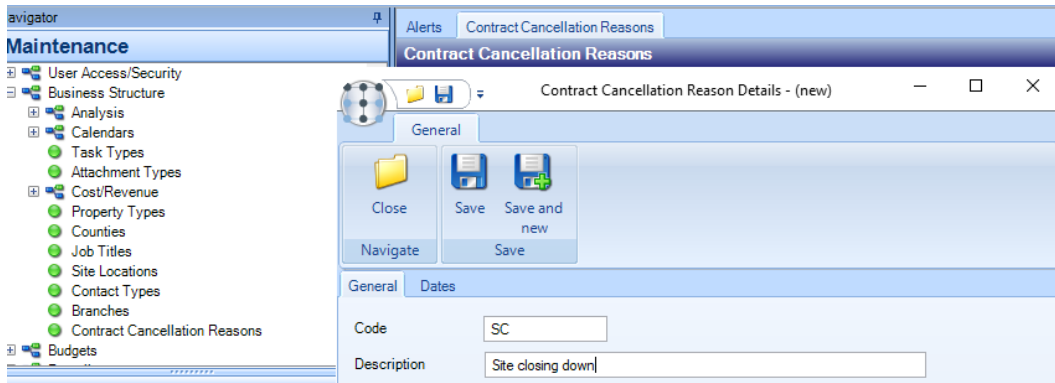 avigator
Maintenance
User Access/Security
Business Structure
Analysis
Calendars
Task Types
Attachment Types
Cost/Revenue
Property Types
Counties
Job Titles
Site Locations
Contact Types
Branches
Contract Cancellation Reasons
Budgets
Alerts Contract Cancellation Reasons
Contract Cancellation Reasons
Contract Cancellation Reason Details - (new)
General
Close Save Save and
new
Navigate Save
General Dates
Code SC
Description Site closing down